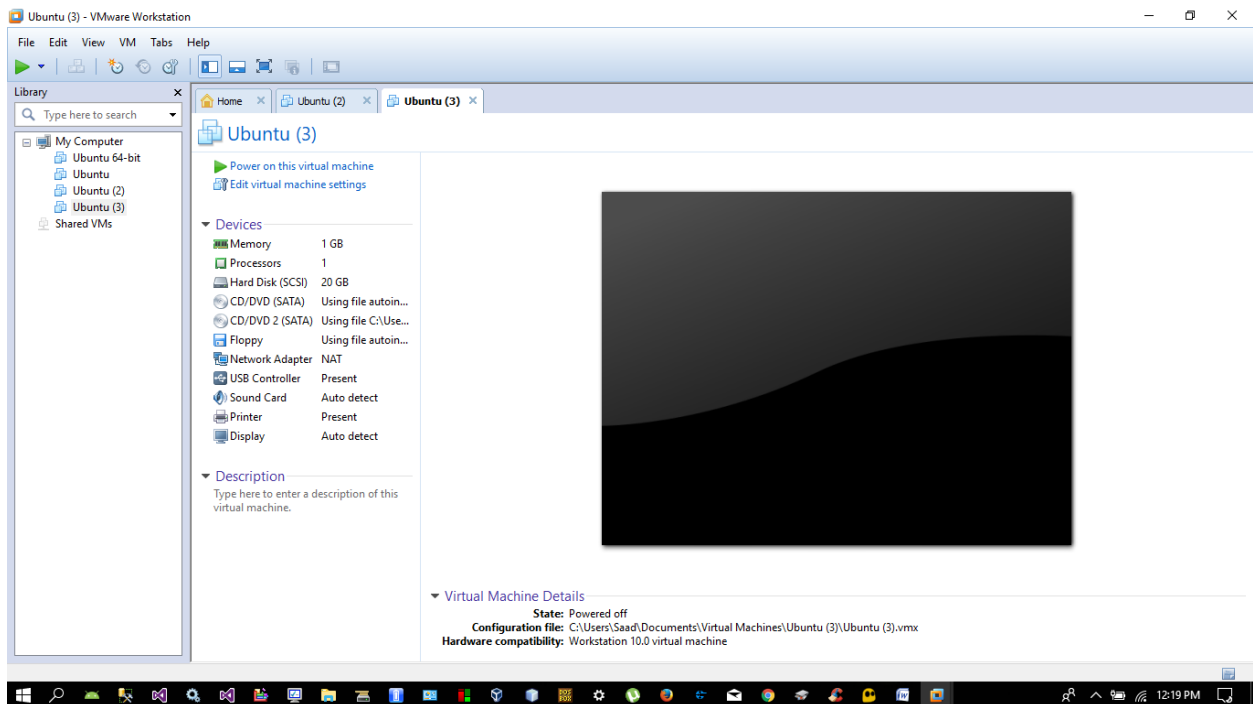 Ubuntu (3) - VMware Workstation
File Edit View VM Tabs Help
Library
Type here to search
My Computer
Ubuntu 64-bit
Ubuntu
Ubuntu (2)
Ubuntu (3)
Shared VMs
Home
Ubuntu (2)
Ubuntu (3)
Ubuntu (3)
Power on this virtual machine
Edit virtual machine settings
Devices
Memory 1 GB
Processors 1
Hard Disk (SCSI) 20 GB
CD/DVD (SATA) Using file autoin...
CD/DVD 2 (SATA) Using file C:\Use...
Floppy Using file autoin...
Network Adapter NAT
USB Controller Present
Sound Card Auto detect
Printer Present
Display Auto detect
Description
Type here to enter a description of this
virtual machine.
Virtual Machine Details
State: Powered off
Configuration file: C:\Users\Saad\Documents\Virtual Machines\Ubuntu (3)\Ubuntu (3).vmx
Hardware compatibility: Workstation 10.0 virtual machine
12:19 PM